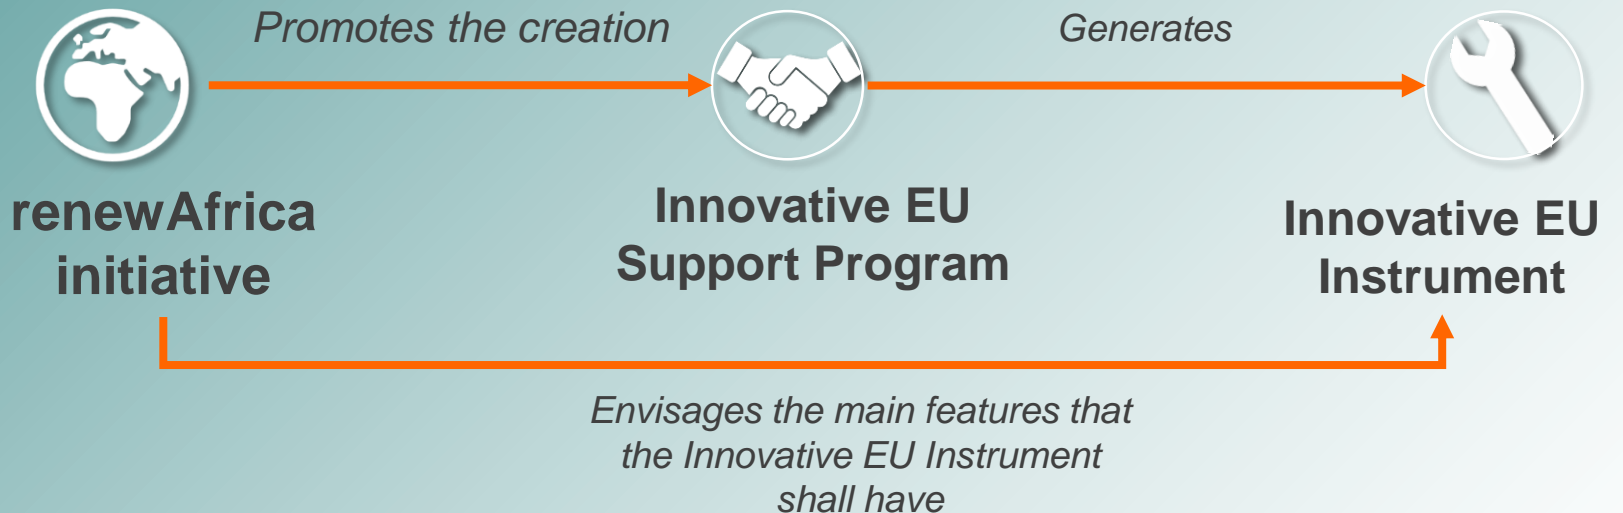 Promotes the creation
Generates
renewAfrica
initiative
Innovative EU
Support Program
Innovative EU
Instrument
Envisages the main features that
the Innovative EU Instrument
shall have